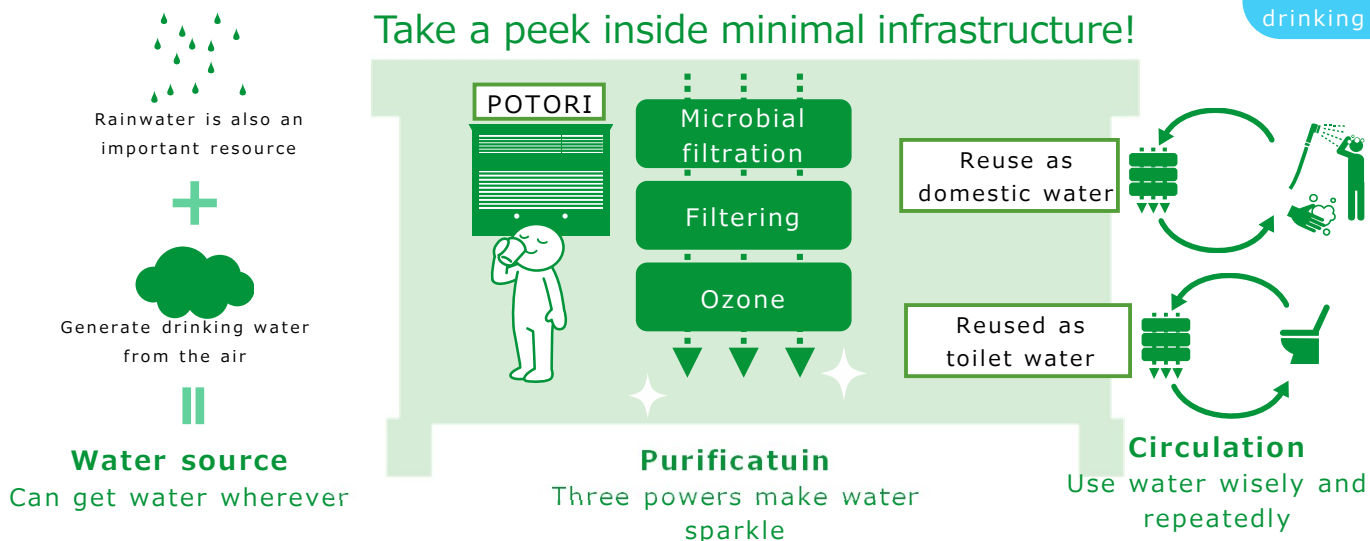 drinking
Take a peek inside minimal infrastructure!
Rainwater is also an
important resource
+
Generate drinking water
from the air
Water source
Can get water wherever
POTORI
Microbial
filtration
Filtering
Ozone
Purificatuin
Three powers make water
sparkle
Reuse as
domestic water
Reused as
toilet water
Circulation
Use water wisely and
repeatedly